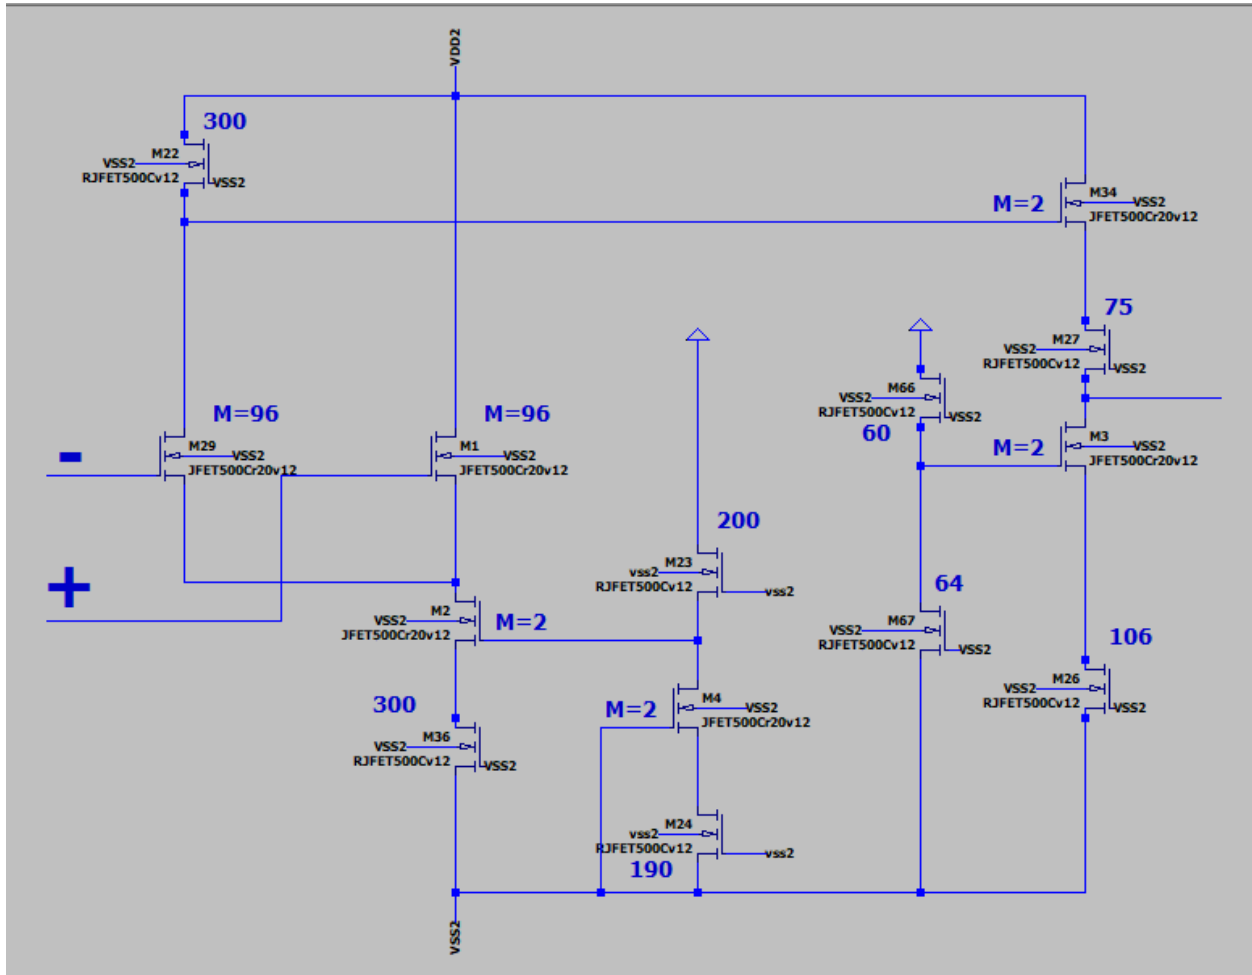 VDD2
300
M22
VSS2
RJFET500Cv12
VSS2
M=2
M34
VSS2
JFET500Cr20v12
75
M27
VSS2
RJFET500Cv12
VSS2
M66
VSS2
RJFET500Cv12
VSS2
60
M=96
M29
VSS2
JFET500Cr20v12
-
M=96
M1
VSS2
JFET500Cr20v12
M=2
M3
VSS2
JFET500Cr20v12
+
200
M23
vss2
RJFET500Cv12
vss2
M2
VSS2
JFET500Cr20v12
M=2
64
M67
VSS2
RJFET500Cv12
VSS2
106
M26
VSS2
RJFET500Cv12
VSS2
300
M36
VSS2
RJFET500Cv12
VSS2
M=2
M4
VSS2
JFET500Cr20v12
M24
vss2
RJFET500Cv12
vss2
190
VSS2